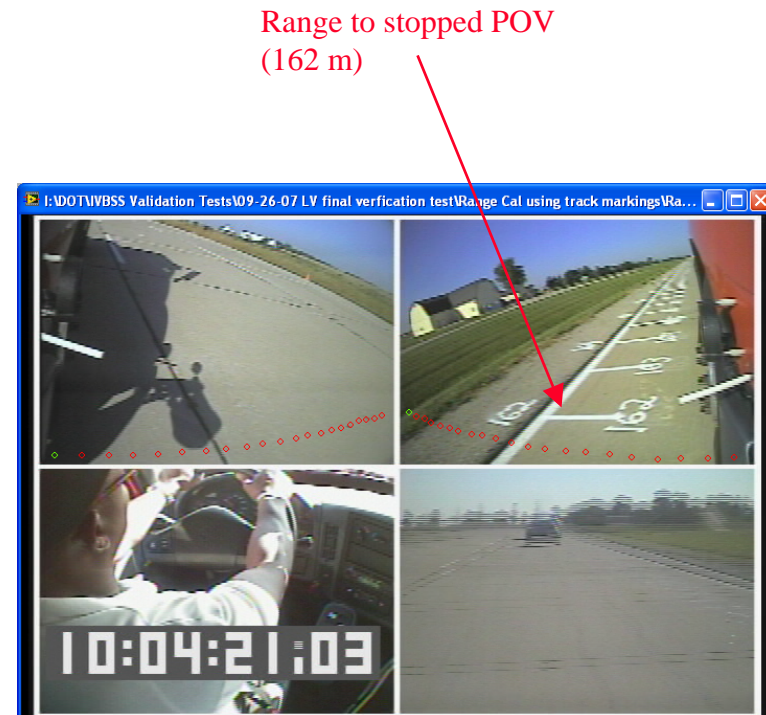 Range to stopped POV
(162 m)
I:\DOT\IVBSS Validation Tests\09-26-07 LV final verfication test\Range Cal using track markings\Ra...
162
162
10:04:21;03